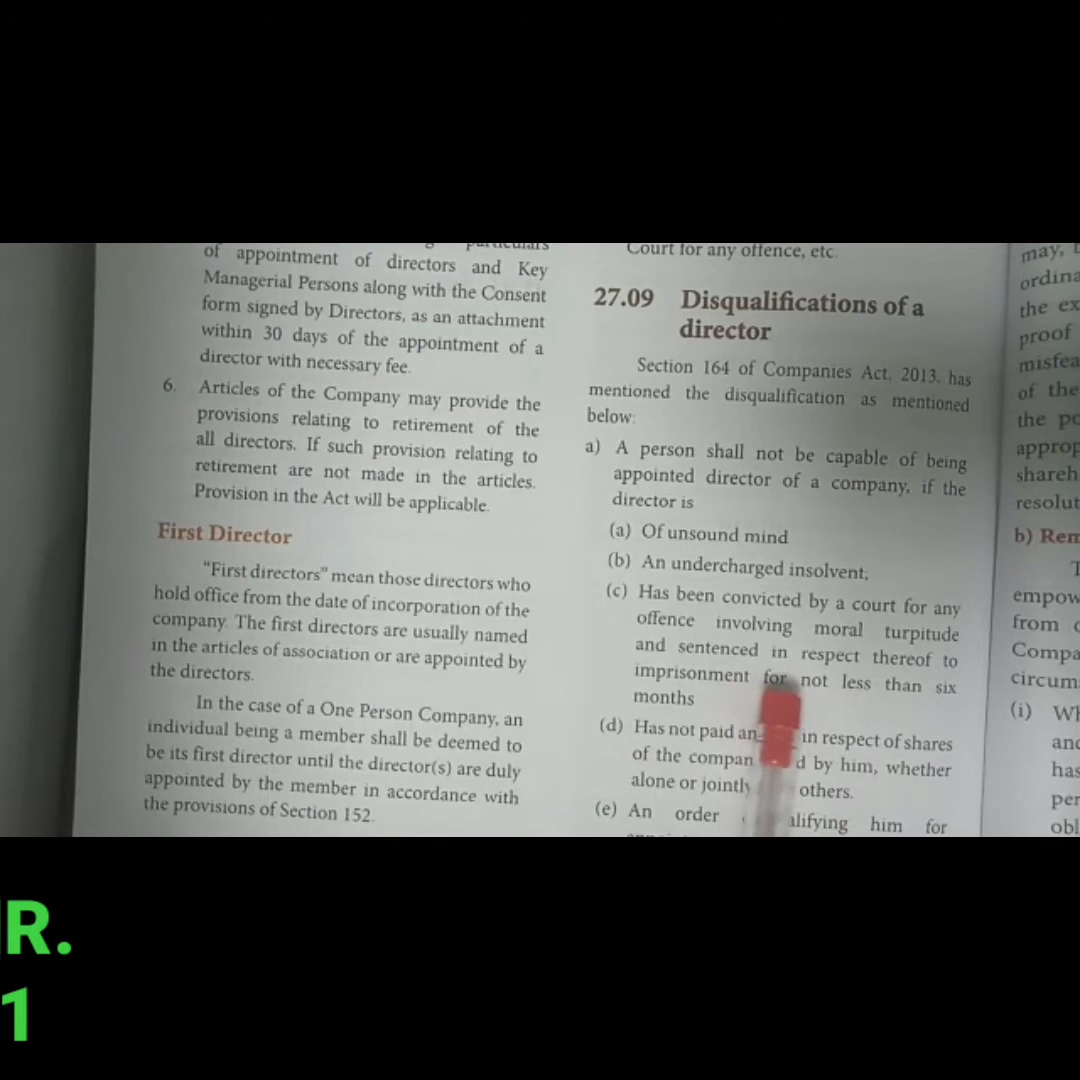 particulars
of appointment of directors and Key
Managerial Persons along with the Consent
form signed by Directors, as an attachment
within 30 days of the appointment of a
director with necessary fee.
6. Articles of the Company may provide the
provisions relating to retirement of the
all directors. If such provision relating to
retirement are not made in the articles.
Provision in the Act will be applicable.
First Director
"First directors" mean those directors who
hold office from the date of incorporation of the
company. The first directors are usually named
in the articles of association or are appointed by
the directors.
In the case of a One Person Company, an
individual being a member shall be deemed to
be its first director until the director(s) are duly
appointed by the member in accordance with
the provisions of Section 152.
Court for any offence, etc.
27.09 Disqualifications of a
director
Section 164 of Companies Act, 2013, has
mentioned the disqualification as mentioned
below:
a) A person shall not be capable of being
appointed director of a company, if the
director is
(a) Of unsound mind
(b) An undercharged insolvent;
(c) Has been convicted by a court for any
offence involving moral turpitude
and sentenced in respect thereof to
imprisonment for not less than six
months
(d) Has not paid in respect of shares
of the by him, whether
alone or jointly others.
(e) An order him for
may,
the ex
proof
misfea
of the
the po
approp
shareh
resolut
b) Rem
T
empow
from
Compa
circum
(i) Wh
and
has
per
obl
R.
1